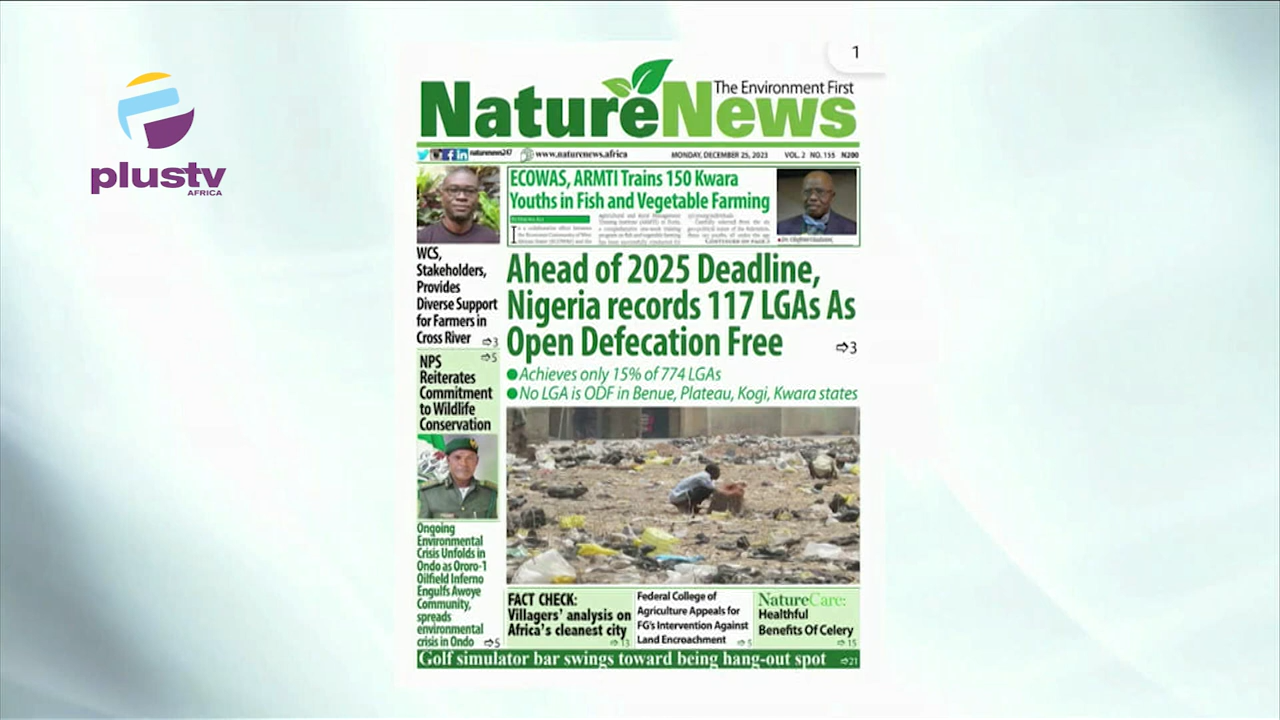 plustv
AFRICA
1
The Environment First
NatureNews
naturenews247
www.naturenews.africa
MONDAY, DECEMBER 25, 2023
VOL. 2 NO. 155 N200
ECOWAS, ARMTI Trains 150 Kwara
Youths in Fish and Vegetable Farming
CONTINUES ON PAGE 3
WCS,
Stakeholders,
Provides
Diverse Support
for Farmers in
Cross River 3
Ahead of 2025 Deadline,
Nigeria records 117 LGAs As
Open Defecation Free 3
Achieves only 15% of 774 LGAs
No LGA is ODF in Benue, Plateau, Kogi, Kwara states
5
NPS
Reiterates
Commitment
to Wildlife
Conservation
Ongoing
Environmental
Crisis Unfolds in
Ondo as Ororo-1
Oilfield Inferno
Engulfs Awoye
Community,
spreads
environmental
crisis in Ondo 5
FACT CHECK:
Villagers' analysis on
Africa's cleanest city
13
Federal College of
Agriculture Appeals for
FG's Intervention Against
Land Encroachment 5
NatureCare:
Healthful
Benefits Of Celery
15
Golf simulator bar swings toward being hang-out spot 21